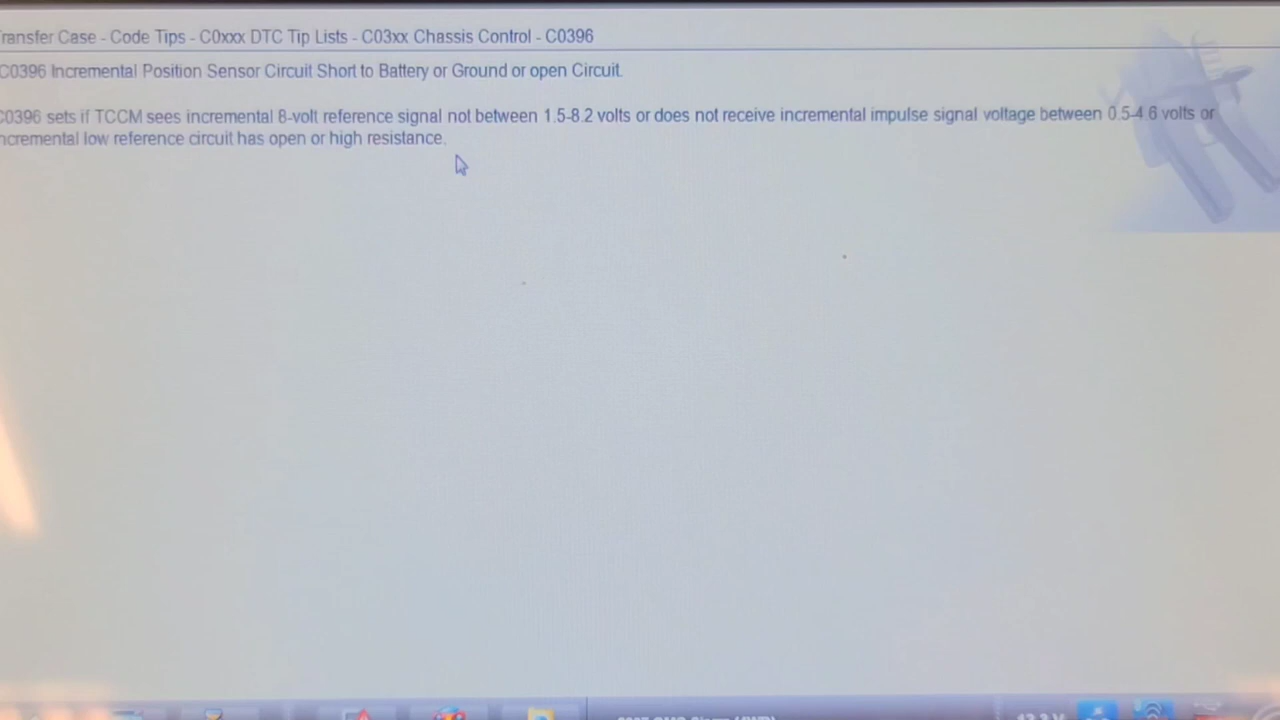 ransfer Case - Code Tips - C0xxx DTC Tip Lists - C03xx Chassis Control - C0396
C0396 Incremental Position Sensor Circuit Short to Battery or Ground or open Circuit.
C0396 sets if TCCM sees incremental 8-volt reference signal not between 1.5-8.2 volts or does not receive incremental impulse signal voltage between 0.5-4.6 volts or
ncremental low reference circuit has open or high resistance.